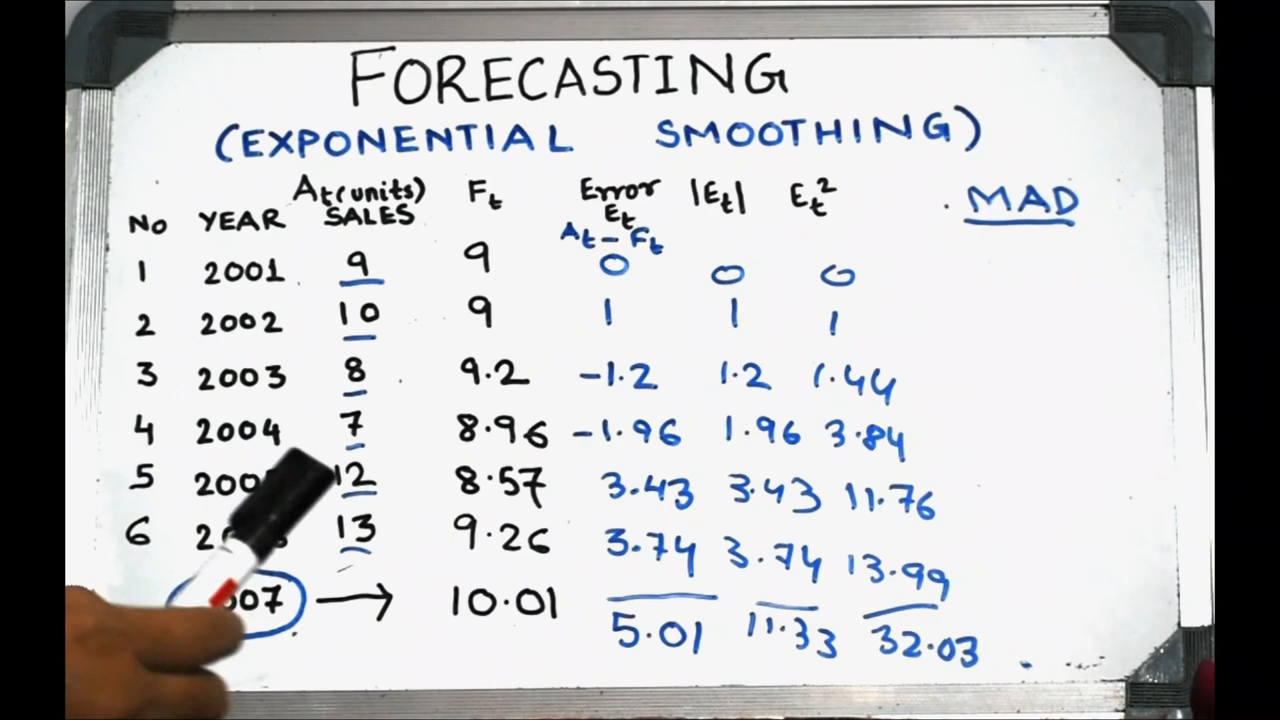 FORECASTING
(EXPONENTIAL SMOOTHING)
No YEAR At(units) SALES Ft Error Et At - Ft |Et| Et² MAD
1 2001 9 9 0 0 0
2 2002 10 9 1 1 1
3 2003 8 9.2 -1.2 1.2 1.44
4 2004 7 8.96 -1.96 1.96 3.84
5 200 12 8.57 3.43 3.43 11.76
6 2 13 9.26 3.74 3.74 13.99
007 → 10.01 5.01 11.33 32.03